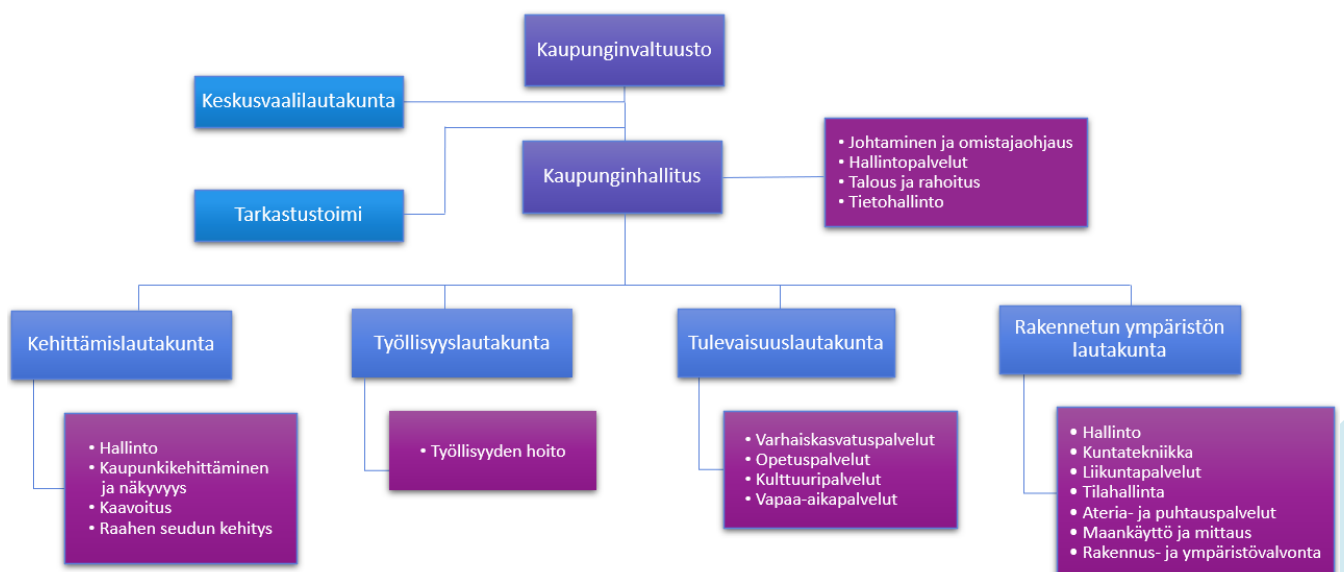 Kaupunginvaltuusto
Keskusvaalilautakunta
Tarkastustoimi
Kaupunginhallitus
• Johtaminen ja omistajaohjaus
• Hallintopalvelut
• Talous ja rahoitus
• Tietohallinto
Kehittämislautakunta
• Hallinto
• Kaupunkikehittäminen
ja näkyvyys
• Kaavoitus
• Raahen seudun kehitys
Työllisyyslautakunta
• Työllisyyden hoito
Tulevaisuuslautakunta
• Varhaiskasvatuspalvelut
• Opetuspalvelut
• Kulttuuripalvelut
• Vapaa-aikapalvelut
Rakennetun ympäristön
lautakunta
• Hallinto
• Kuntatekniikka
• Liikuntapalvelut
• Tilahallinta
• Ateria- ja puhtauspalvelut
• Maankäyttö ja mittaus
• Rakennus- ja ympäristövalvonta